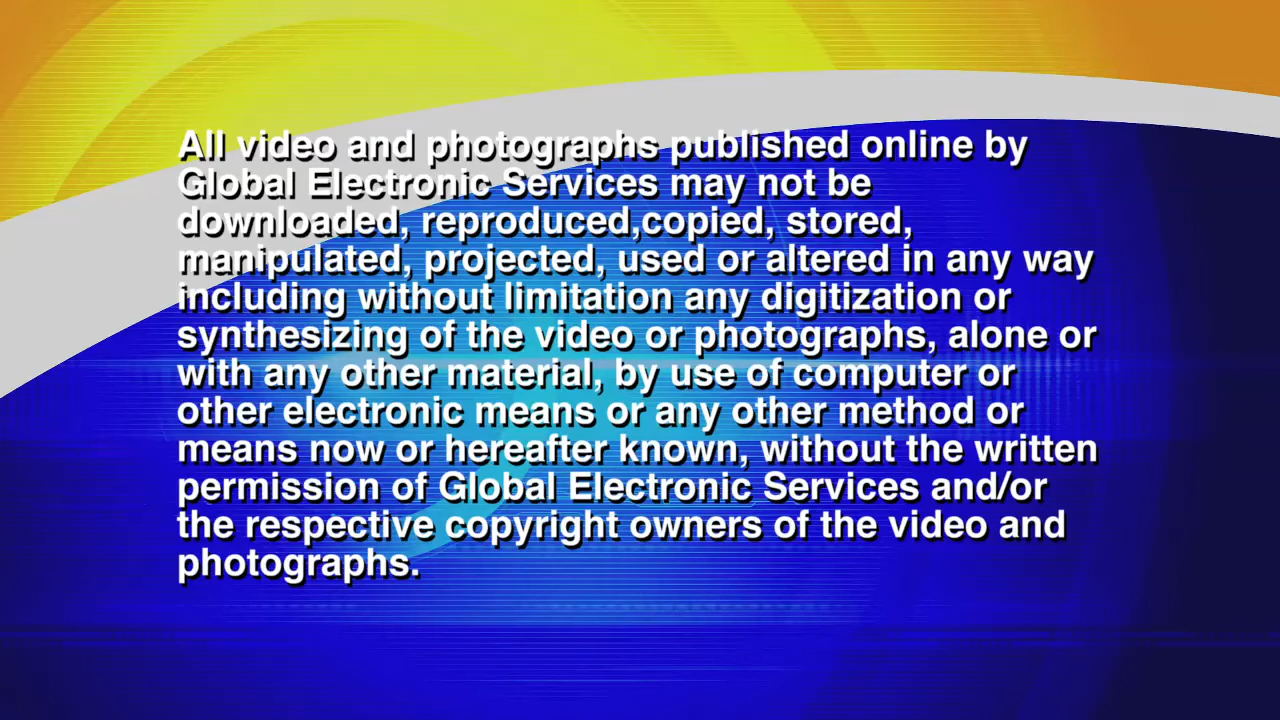 All video and photographs published online by
Global Electronic Services may not be
downloaded, reproduced,copied, stored,
manipulated, projected, used or altered in any way
including without limitation any digitization or
synthesizing of the video or photographs, alone or
with any other material, by use of computer or
other electronic means or any other method or
means now or hereafter known, without the written
permission of Global Electronic Services and/or
the respective copyright owners of the video and
photographs.